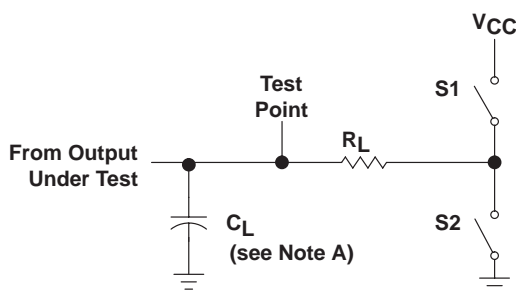 VCC
S1
Test
Point
RL
From Output
Under Test
CL
(see Note A)
S2